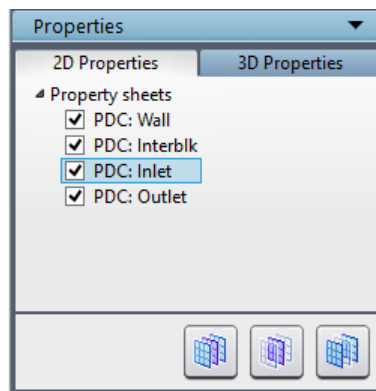 Properties
2D Properties 3D Properties
Property sheets
PDC: Wall
PDC: Interblk
PDC: Inlet
PDC: Outlet